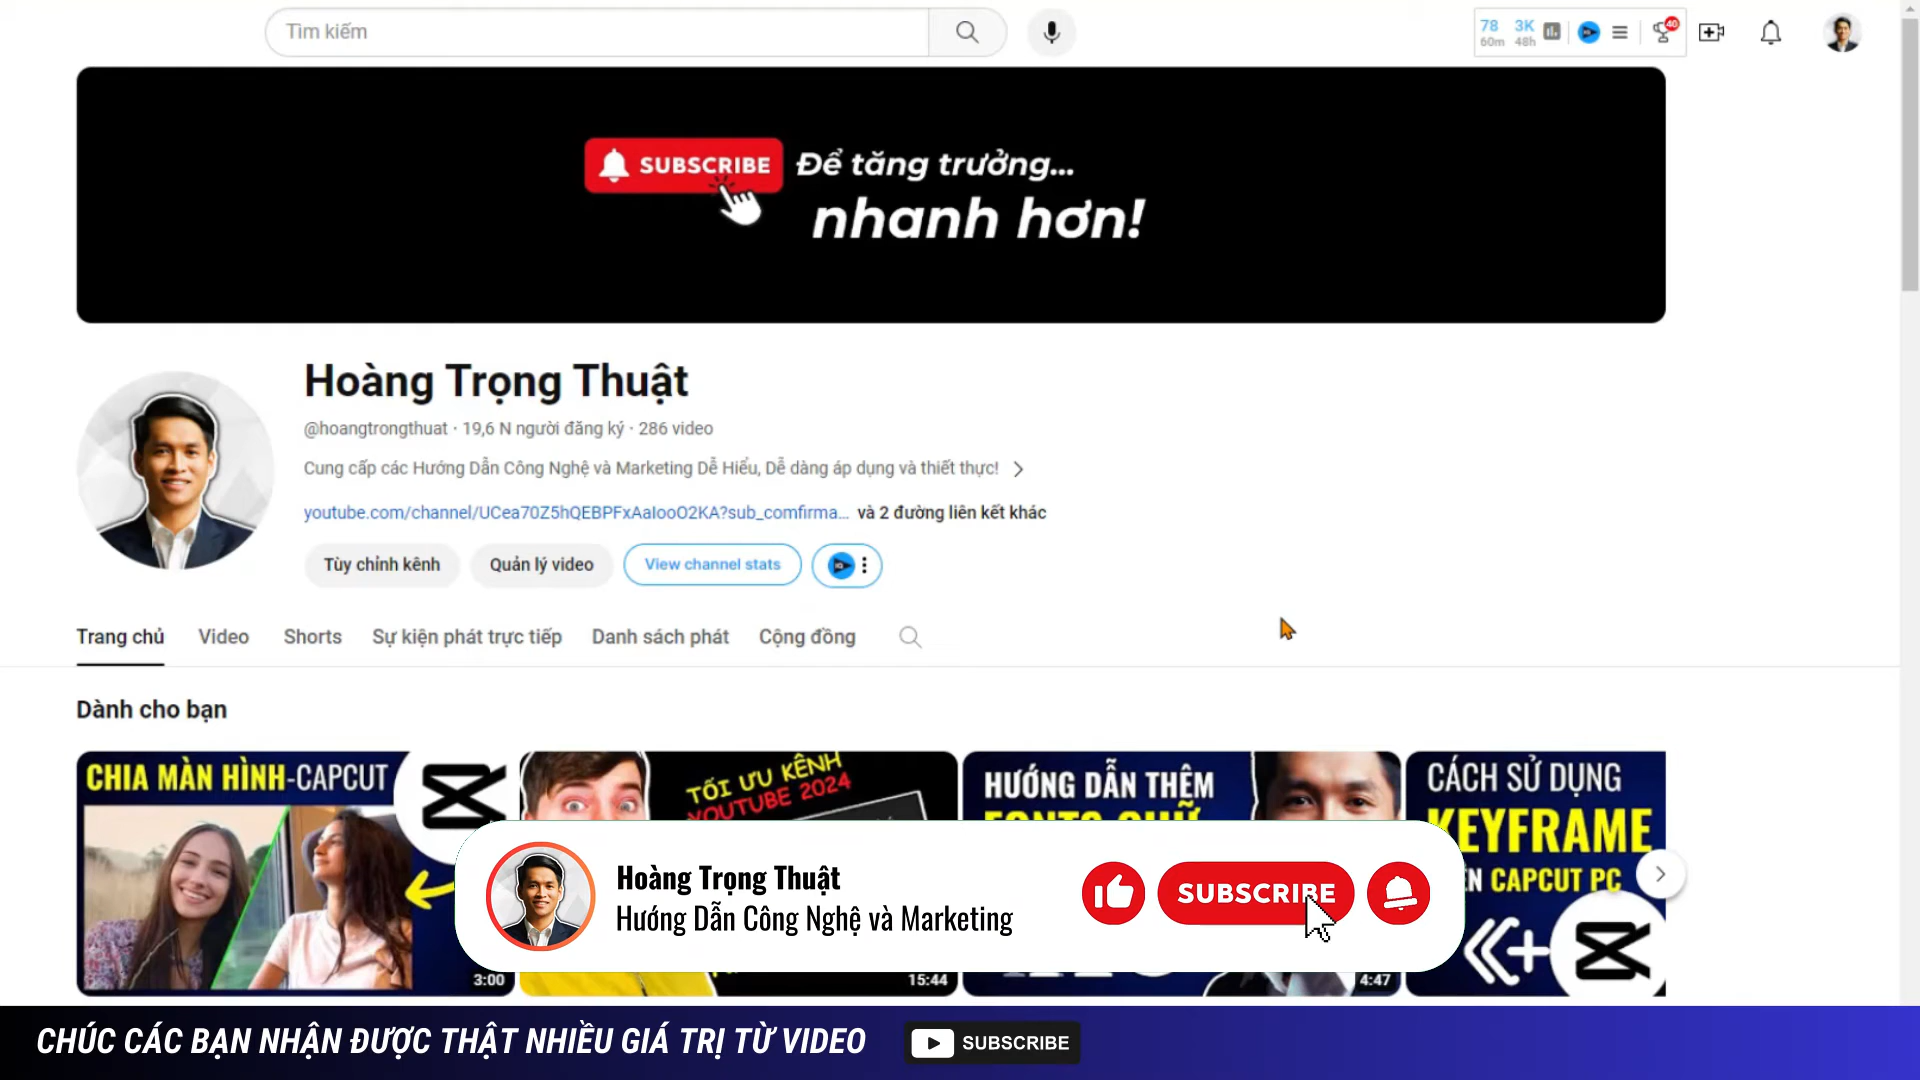 Tìm kiếm
78
60m
3K
48h
40
SUBSCRIBE
Để tăng trưởng...
nhanh hơn!
Hoàng Trọng Thuật
@hoangtrongthuat · 19,6 N người đăng ký · 286 video
Cung cấp các Hướng Dẫn Công Nghệ và Marketing Dễ Hiểu, Dễ dàng áp dụng và thiết thực!
youtube.com/channel/UCea70Z5hQEBPFxAaIooO2KA?sub_comfirma... và 2 đường liên kết khác
Tùy chỉnh kênh
Quản lý video
View channel stats
Trang chủ
Video
Shorts
Sự kiện phát trực tiếp
Danh sách phát
Cộng đồng
Dành cho bạn
CHIA MÀN HÌNH-CAPCUT
3:00
TỐI ƯU KÊNH
YOUTUBE 2024
15:44
HƯỚNG DẪN THÊM
FONTS CHỮ
4:47
CÁCH SỬ DỤNG
KEYFRAME
CAPCUT PC
Hoàng Trọng Thuật
Hướng Dẫn Công Nghệ và Marketing
SUBSCRIBE
CHÚC CÁC BẠN NHẬN ĐƯỢC THẬT NHIỀU GIÁ TRỊ TỪ VIDEO
SUBSCRIBE